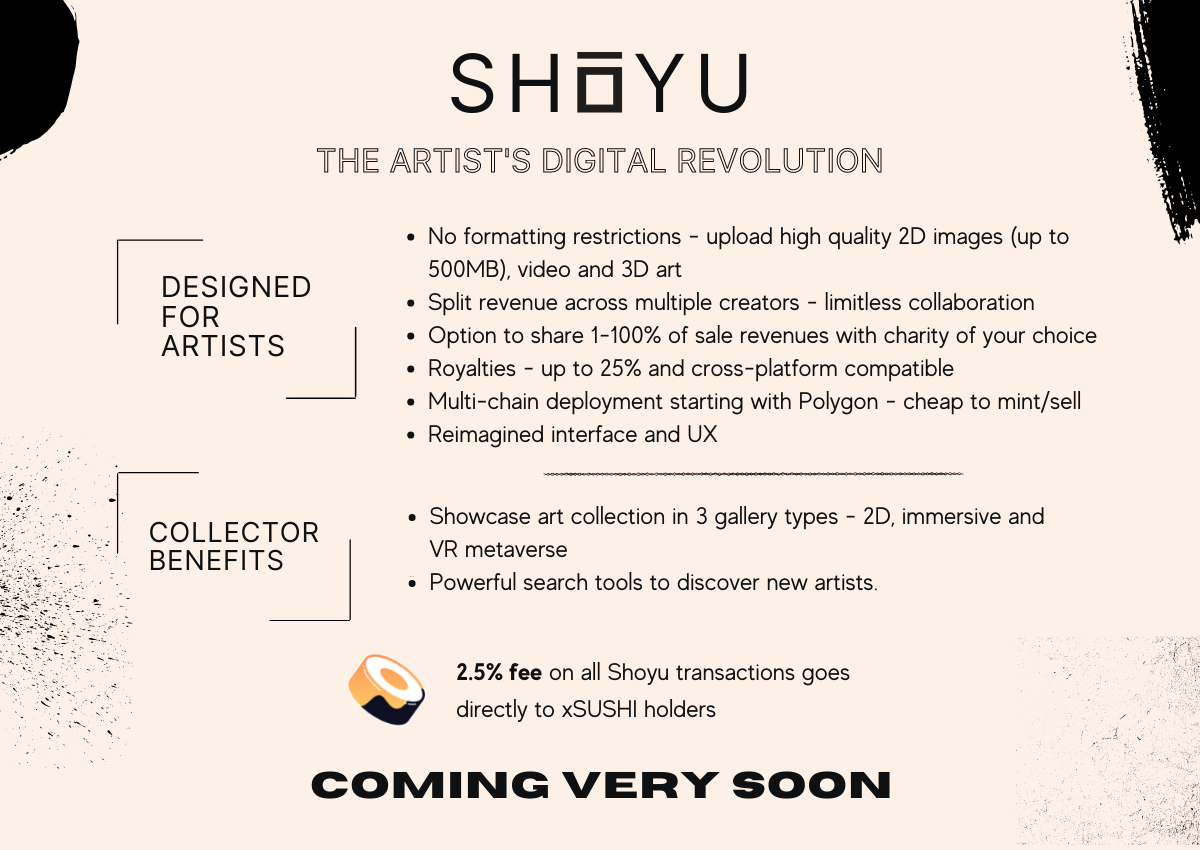 SHŌYU
THE ARTIST'S DIGITAL REVOLUTION
DESIGNED
FOR
ARTISTS
• No formatting restrictions - upload high quality 2D images (up to
500MB), video and 3D art
• Split revenue across multiple creators - limitless collaboration
• Option to share 1-100% of sale revenues with charity of your choice
• Royalties - up to 25% and cross-platform compatible
• Multi-chain deployment starting with Polygon - cheap to mint/sell
• Reimagined interface and UX
COLLECTOR
BENEFITS
• Showcase art collection in 3 gallery types - 2D, immersive and
VR metaverse
• Powerful search tools to discover new artists.
2.5% fee on all Shoyu transactions goes
directly to xSUSHI holders
COMING VERY SOON